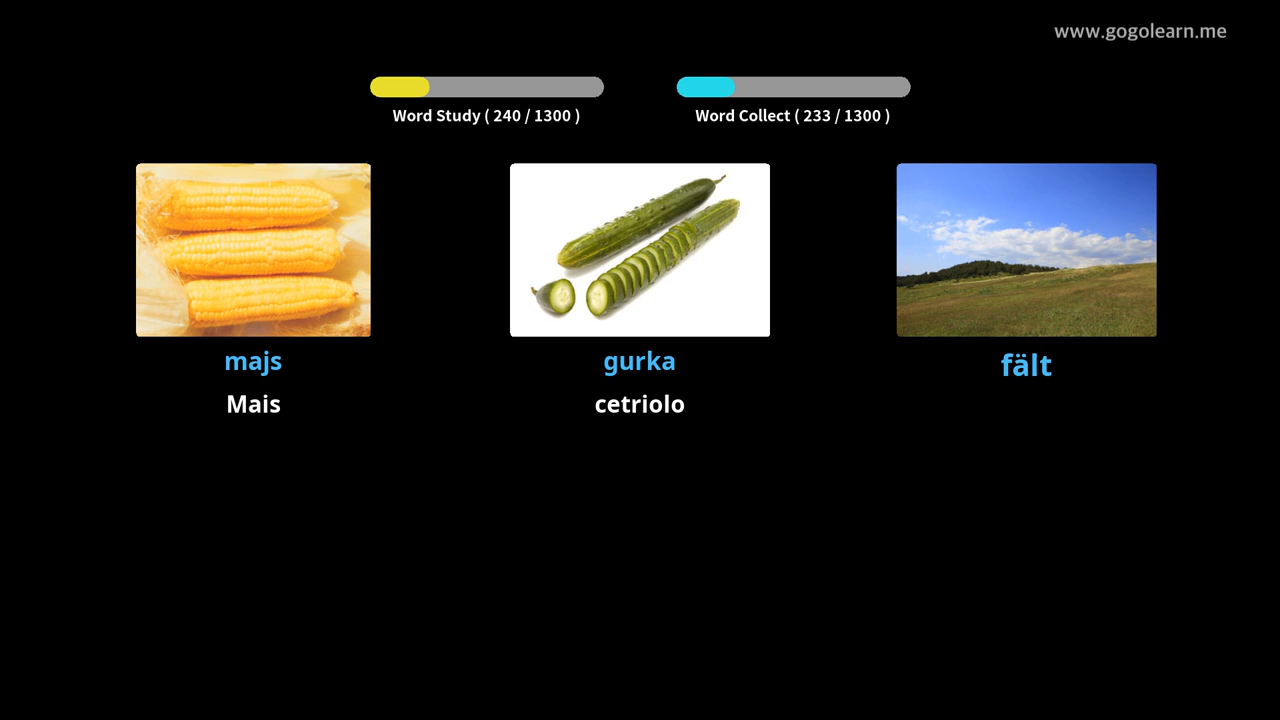 www.gogolearn.me
Word Study ( 240 / 1300 )
Word Collect ( 233 / 1300 )
majs
gurka
fält
Mais
cetriolo